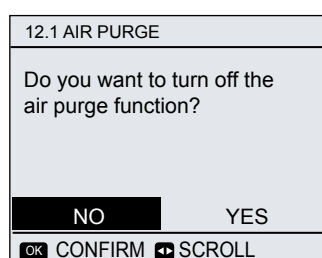 12.1 AIR PURGE
Do you want to turn off the
air purge function?
NO YES
OK CONFIRM SCROLL